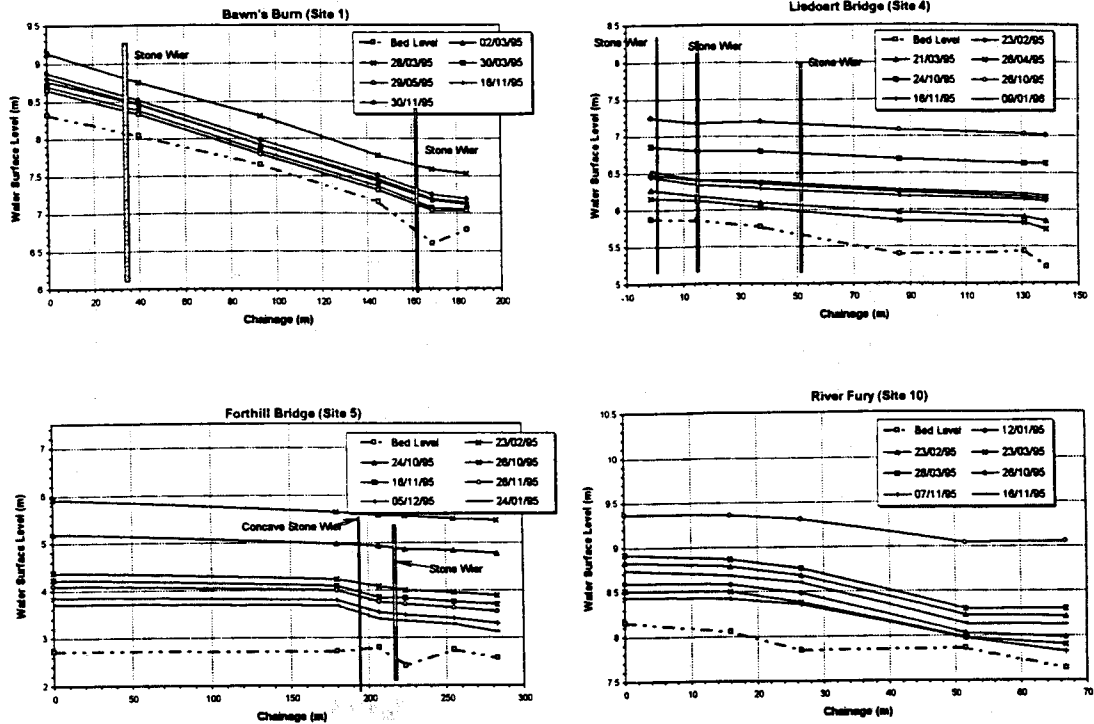 Bawn's Burn (Site 1)
Water Surface Level (m)
9.5
9
8.5
8
7.5
7
6.5
6
0 20 40 60 80 100 120 140 160 180 200
Chainage (m)
Stone Wier
Stone Wier
Bed Level 02/03/95
28/03/95 30/03/95
29/05/95 16/11/95
30/11/95
Lisdoart Bridge (Site 4)
Water Surface Level (m)
8.5
8
7.5
7
6.5
6
5.5
5
-10 10 30 50 70 90 110 130 150
Chainage (m)
Stone Wier
Stone Wier
Stone Wier
Bed Level 23/02/95
21/03/95 26/04/95
24/10/95 26/10/95
16/11/95 09/01/96
Forthill Bridge (Site 5)
Water Surface Level (m)
7
6
5
4
3
2
0 50 100 150 200 250 300
Chainage (m)
Concave Stone Wier
Stone Wier
Bed Level 23/02/95
24/10/95 26/10/95
16/11/95 26/11/95
05/12/95 24/01/95
River Fury (Site 10)
Water Surface Level (m)
10.5
10
9.5
9
8.5
8
7.5
0 10 20 30 40 50 60 70
Chainage (m)
Bed Level 12/01/95
23/02/95 23/03/95
28/03/95 26/10/95
07/11/95 16/11/95